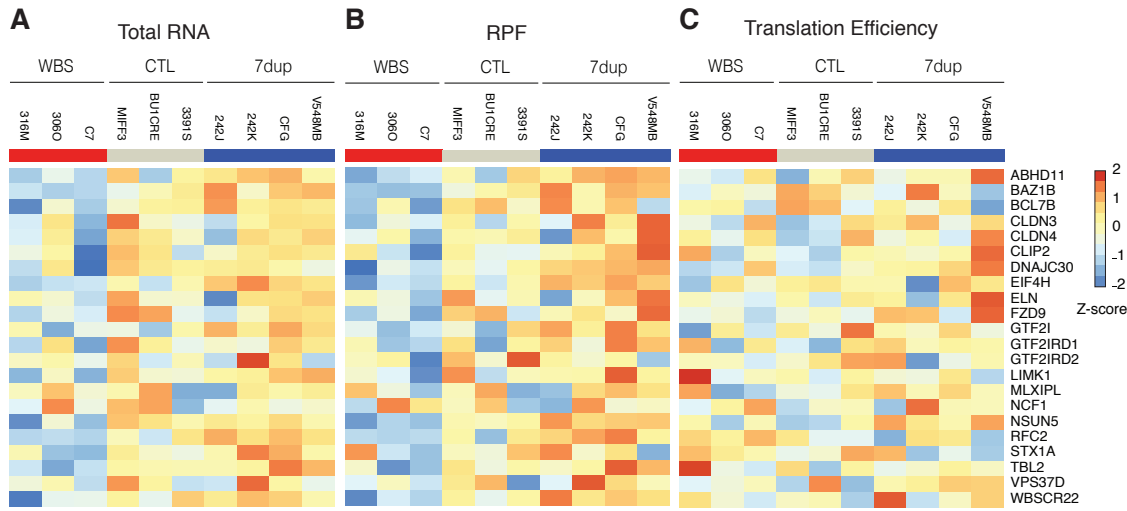 A
Total RNA
WBS CTL 7dup
316M 306O C7 MIFF3 BU1CRE 3391S 242J 242K CFG V548MB
B
RPF
WBS CTL 7dup
316M 306O C7 MIFF3 BU1CRE 3391S 242J 242K CFG V548MB
C
Translation Efficiency
WBS CTL 7dup
316M 306O C7 MIFF3 BU1CRE 3391S 242J 242K CFG V548MB
ABHD11
BAZ1B
BCL7B
CLDN3
CLDN4
CLIP2
DNAJC30
EIF4H
ELN
FZD9
GTF2I
GTF2IRD1
GTF2IRD2
LIMK1
MLXIPL
NCF1
NSUN5
RFC2
STX1A
TBL2
VPS37D
WBSCR22
2
1
0
-1
-2
Z-score